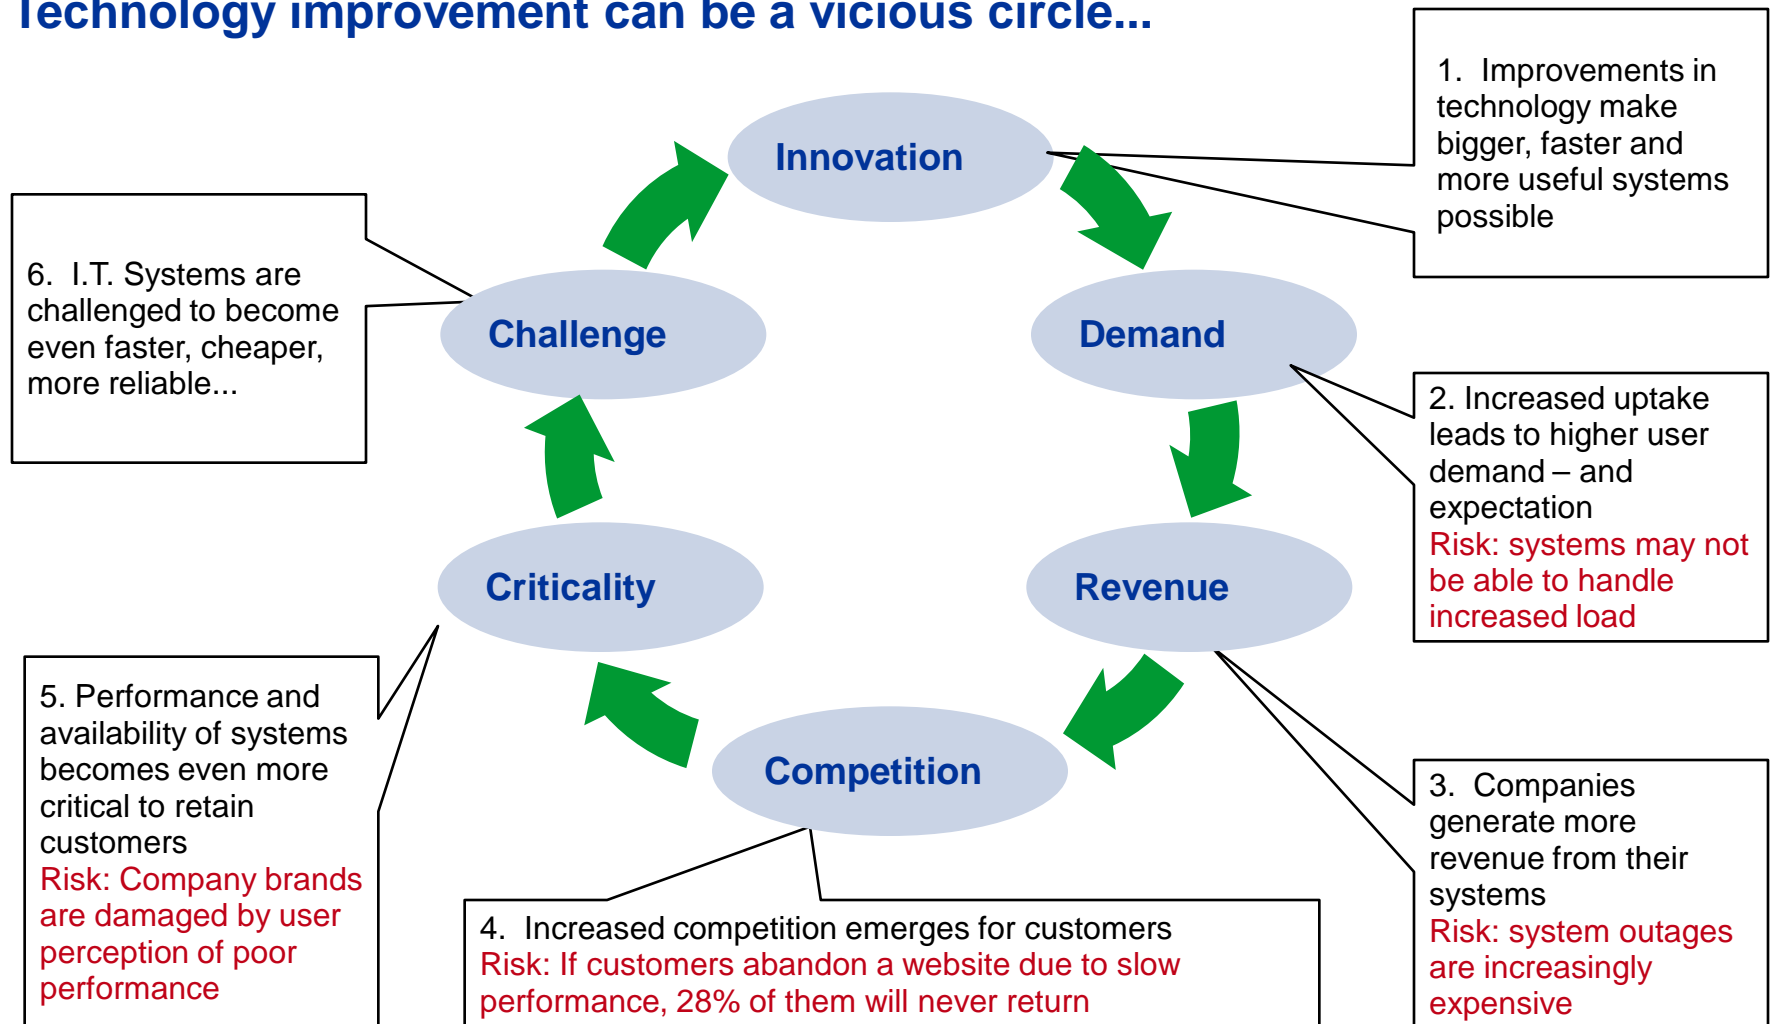 Technology improvement can be a vicious circle...
Innovation
1.  Improvements in
technology make
bigger, faster and
more useful systems
possible
Demand
2. Increased uptake
leads to higher user
demand – and
expectation
Risk: systems may not
be able to handle
increased load
Revenue
3.  Companies
generate more
revenue from their
systems
Risk: system outages
are increasingly
expensive
Competition
4.  Increased competition emerges for customers
Risk: If customers abandon a website due to slow
performance, 28% of them will never return
Criticality
5. Performance and
availability of systems
becomes even more
critical to retain
customers
Risk: Company brands
are damaged by user
perception of poor
performance
Challenge
6.  I.T. Systems are
challenged to become
even faster, cheaper,
more reliable...